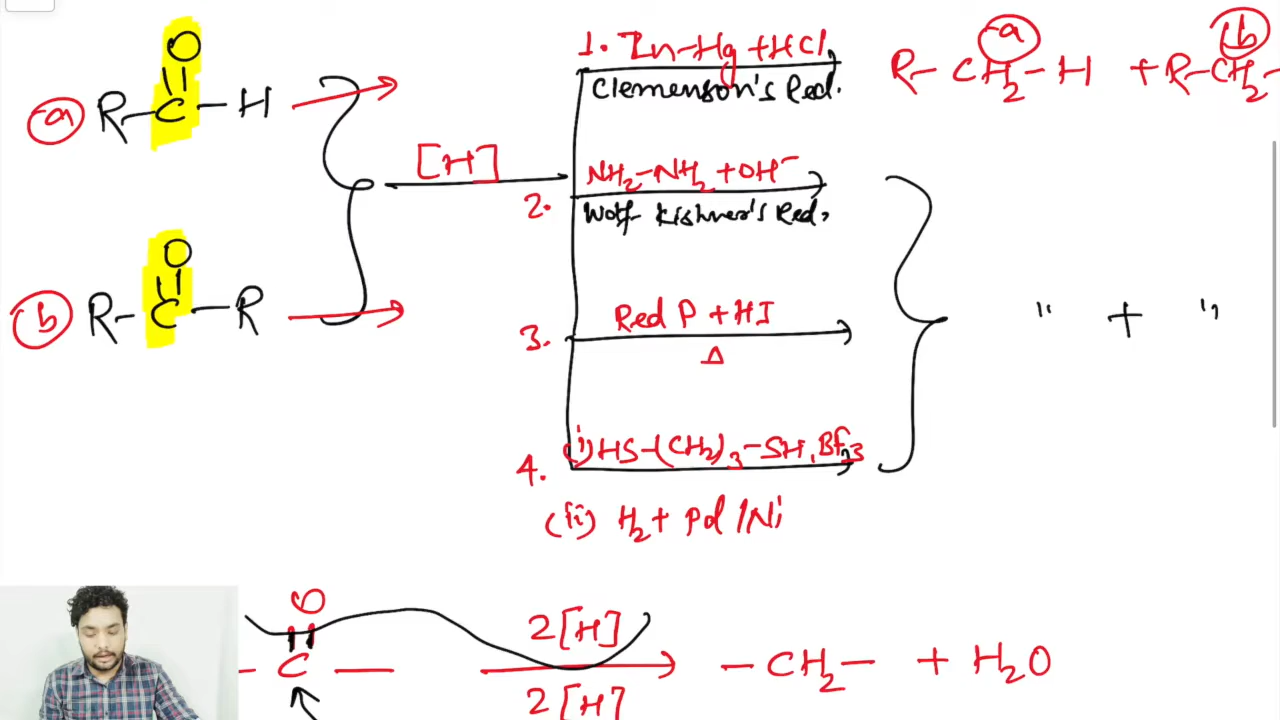 O
(a) R-C-H
O
(b) R-C-R
[H]
1. Zn-Hg+HCl
Clemenson's Red.
(a) R-CH2-H + (b) R-CH2-
2. NH2-NH2+OH-
Wolf Kishner's Red.
3. Red P + HI
Δ
" + "
4. (i) HS-(CH2)3-SH, Bf3
(ii) H2+ Pd/Ni
O
-C-
2[H]
2[H]
-CH2- + H2O